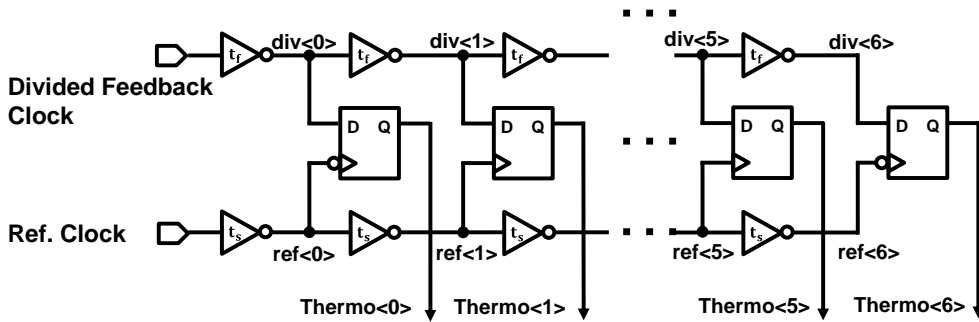 div<0> div<1> div<5> div<6>
t_f t_f t_f t_f
Divided Feedback
Clock
D Q D Q D Q D Q
Ref. Clock
t_s t_s t_s t_s
ref<0> ref<1> ref<5> ref<6>
Thermo<0> Thermo<1> Thermo<5> Thermo<6>